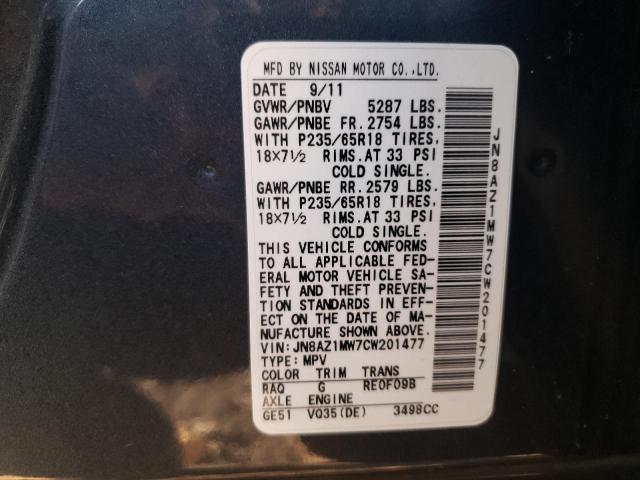 MFD BY NISSAN MOTOR CO.,LTD.
DATE 9/11
GVWR/PNBV 5287 LBS.
GAWR/PNBE FR. 2754 LBS.
WITH P235/65R18 TIRES,
18X7½ RIMS. AT 33 PSI
COLD SINGLE.
GAWR/PNBE RR. 2579 LBS.
WITH P235/65R18 TIRES,
18X7½ RIMS. AT 33 PSI
COLD SINGLE.
THIS VEHICLE CONFORMS
TO ALL APPLICABLE FED-
ERAL MOTOR VEHICLE SA-
FETY AND THEFT PREVEN-
TION STANDARDS IN EFF-
ECT ON THE DATE OF MA-
NUFACTURE SHOWN ABOVE.
VIN: JN8AZ1MW7CW201477
TYPE: MPV
COLOR TRIM TRANS
RAQ G RE0F09B
AXLE ENGINE
GE51 VQ35(DE) 3498CC
JN8AZ1MW7CW201477